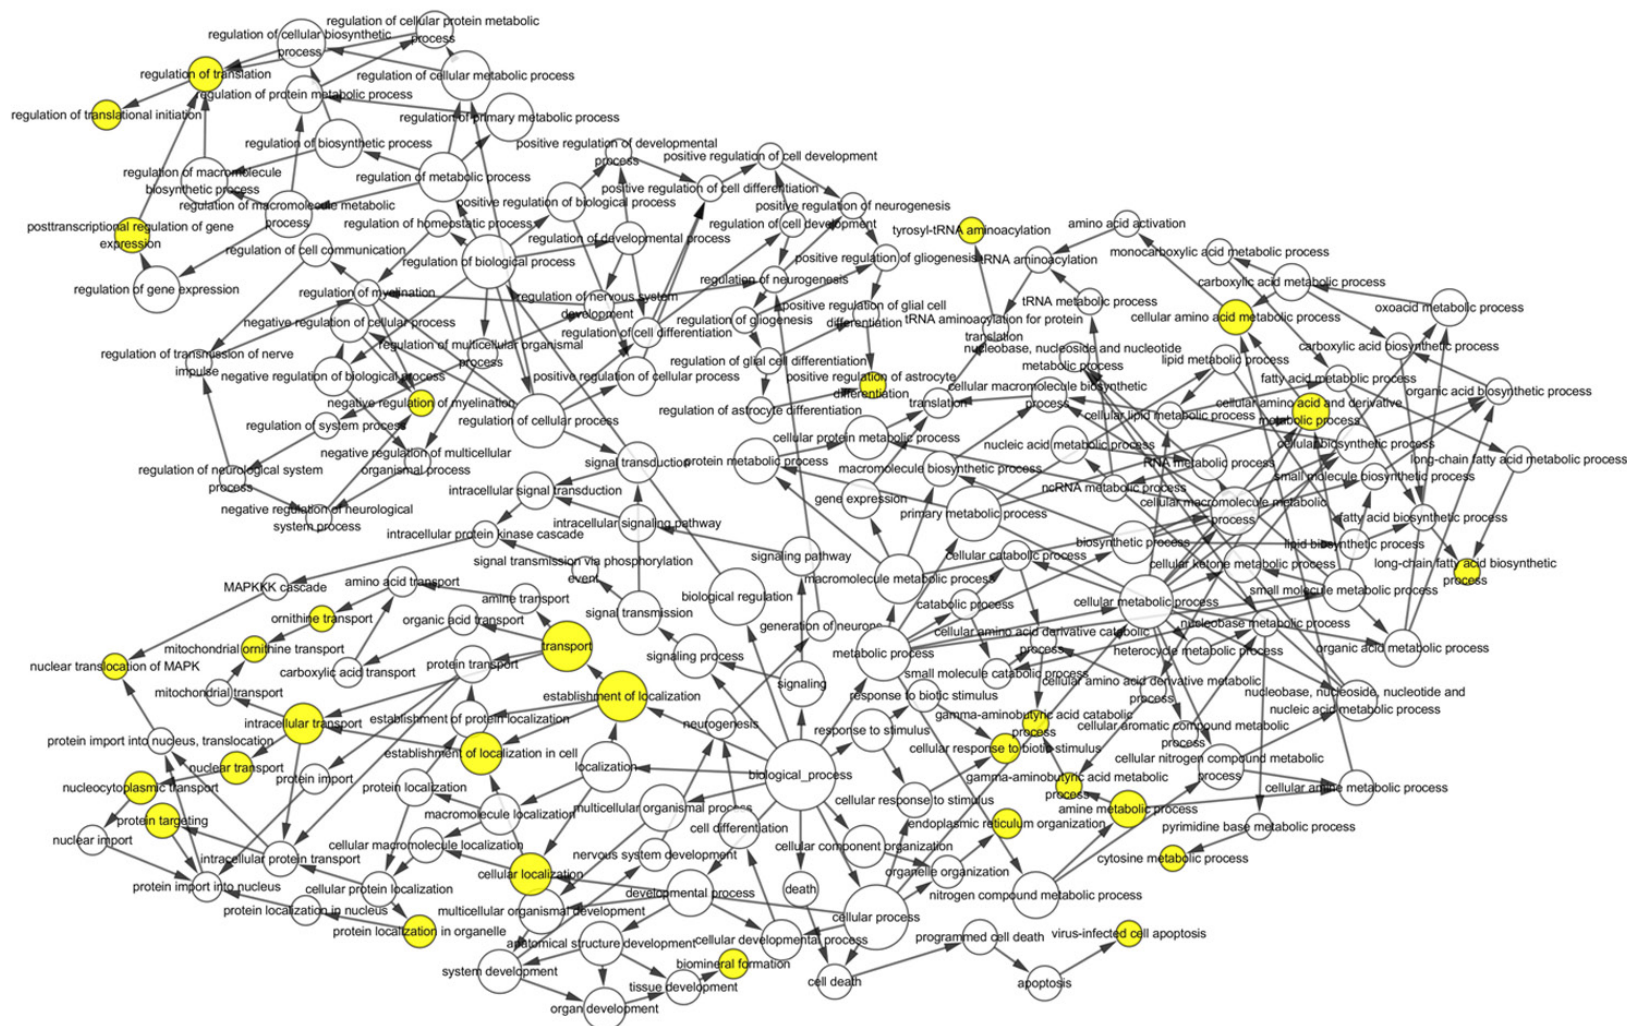 regulation of cellular protein metabolic
process
regulation of cellular biosynthetic
process
regulation of translation
regulation of cellular metabolic process
regulation of protein metabolic process
regulation of translational initiation
regulation of primary metabolic process
regulation of biosynthetic process
positive regulation of developmental
process
positive regulation of cell development
regulation of macromolecule
biosynthetic process
regulation of metabolic process
positive regulation of cell differentiation
regulation of macromolecule metabolic
process
positive regulation of biological process
positive regulation of neurogenesis
posttranscriptional regulation of gene
expression
regulation of homeostatic process
regulation of cell development
tyrosyl-tRNA aminoacylation
amino acid activation
regulation of cell communication
regulation of developmental process
monocarboxylic acid metabolic process
regulation of biological process
positive regulation of gliogenesis
tRNA aminoacylation
regulation of gene expression
regulation of myelination
regulation of neurogenesis
carboxylic acid metabolic process
regulation of nervous system
development
positive regulation of glial cell
differentiation
tRNA metabolic process
oxoacid metabolic process
negative regulation of cellular process
regulation of cell differentiation
regulation of gliogenesis
tRNA aminoacylation for protein
translation
cellular amino acid metabolic process
regulation of transmission of nerve
impulse
regulation of multicellular organismal
process
regulation of glial cell differentiation
nucleobase, nucleoside and nucleotide
metabolic process
lipid metabolic process
carboxylic acid biosynthetic process
negative regulation of biological process
positive regulation of cellular process
positive regulation of astrocyte
differentiation
cellular macromolecule biosynthetic
process
fatty acid metabolic process
organic acid biosynthetic process
negative regulation of myelination
regulation of astrocyte differentiation
translation
cellular lipid metabolic process
cellular amino acid and derivative
metabolic process
regulation of system process
regulation of cellular process
cellular protein metabolic process
nucleic acid metabolic process
cellular biosynthetic process
negative regulation of multicellular
organismal process
signal transduction
protein metabolic process
macromolecule biosynthetic process
RNA metabolic process
long-chain fatty acid metabolic process
regulation of neurological system
process
intracellular signal transduction
gene expression
ncRNA metabolic process
small molecule biosynthetic process
negative regulation of neurological
system process
intracellular signaling pathway
primary metabolic process
cellular macromolecule metabolic
process
fatty acid biosynthetic process
intracellular protein kinase cascade
signaling pathway
cellular catabolic process
biosynthetic process
lipid biosynthetic process
signal transmission via phosphorylation
event
macromolecule metabolic process
cellular ketone metabolic process
long-chain fatty acid biosynthetic
process
MAPKKK cascade
amino acid transport
amine transport
biological regulation
catabolic process
cellular metabolic process
small molecule metabolic process
ornithine transport
organic acid transport
signal transmission
generation of neurons
cellular amino acid derivative catabolic
process
nucleobase metabolic process
mitochondrial ornithine transport
transport
signaling process
metabolic process
heterocycle metabolic process
organic acid metabolic process
nuclear translocation of MAPK
carboxylic acid transport
protein transport
signaling
small molecule catabolic process
cellular amino acid derivative metabolic
process
mitochondrial transport
establishment of localization
response to biotic stimulus
nucleobase, nucleoside, nucleotide and
nucleic acid metabolic process
intracellular transport
establishment of protein localization
neurogenesis
response to stimulus
gamma-aminobutyric acid catabolic
process
cellular aromatic compound metabolic
process
protein import into nucleus, translocation
establishment of localization in cell
cellular response to biotic stimulus
nuclear transport
protein import
localization
biological_process
gamma-aminobutyric acid metabolic
process
cellular nitrogen compound metabolic
process
nucleocytoplasmic transport
protein localization
cellular response to stimulus
cellular amine metabolic process
protein targeting
macromolecule localization
multicellular organismal process
cell differentiation
endoplasmic reticulum organization
amine metabolic process
pyrimidine base metabolic process
nuclear import
cellular macromolecule localization
cellular component organization
intracellular protein transport
nervous system development
cytosine metabolic process
protein import into nucleus
cellular protein localization
cellular localization
developmental process
death
organelle organization
nitrogen compound metabolic process
protein localization in nucleus
multicellular organismal development
cellular process
protein localization in organelle
anatomical structure development
cellular developmental process
programmed cell death
virus-infected cell apoptosis
system development
biomineral formation
tissue development
cell death
apoptosis
organ development